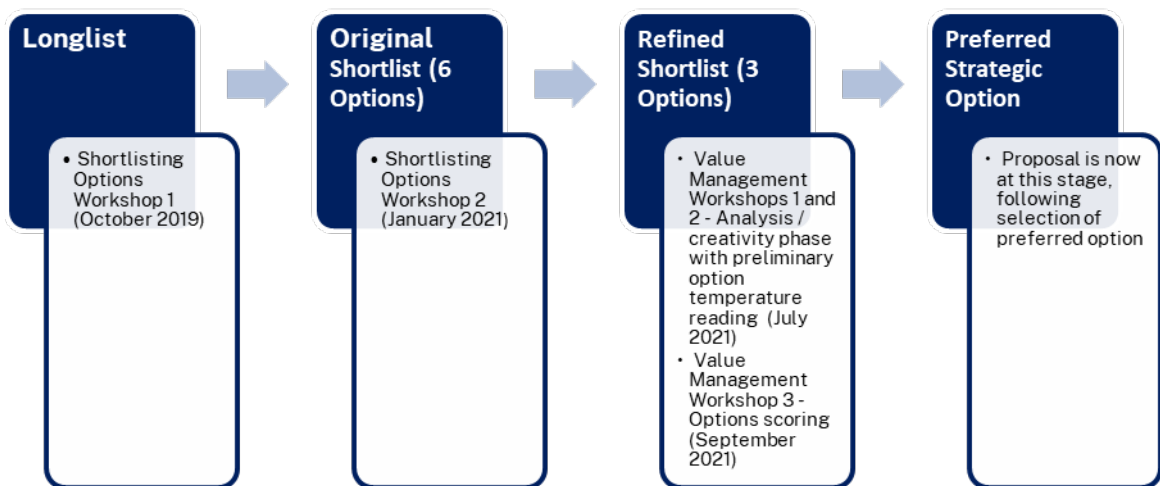 Longlist
• Shortlisting
Options
Workshop 1
(October 2019)
Original
Shortlist (6
Options)
• Shortlisting
Options
Workshop 2
(January 2021)
Refined
Shortlist (3
Options)
• Value
Management
Workshops 1 and
2 - Analysis /
creativity phase
with preliminary
option
temperature
reading (July
2021)
• Value
Management
Workshop 3 -
Options scoring
(September
2021)
Preferred
Strategic
Option
• Proposal is now
at this stage,
following
selection of
preferred option